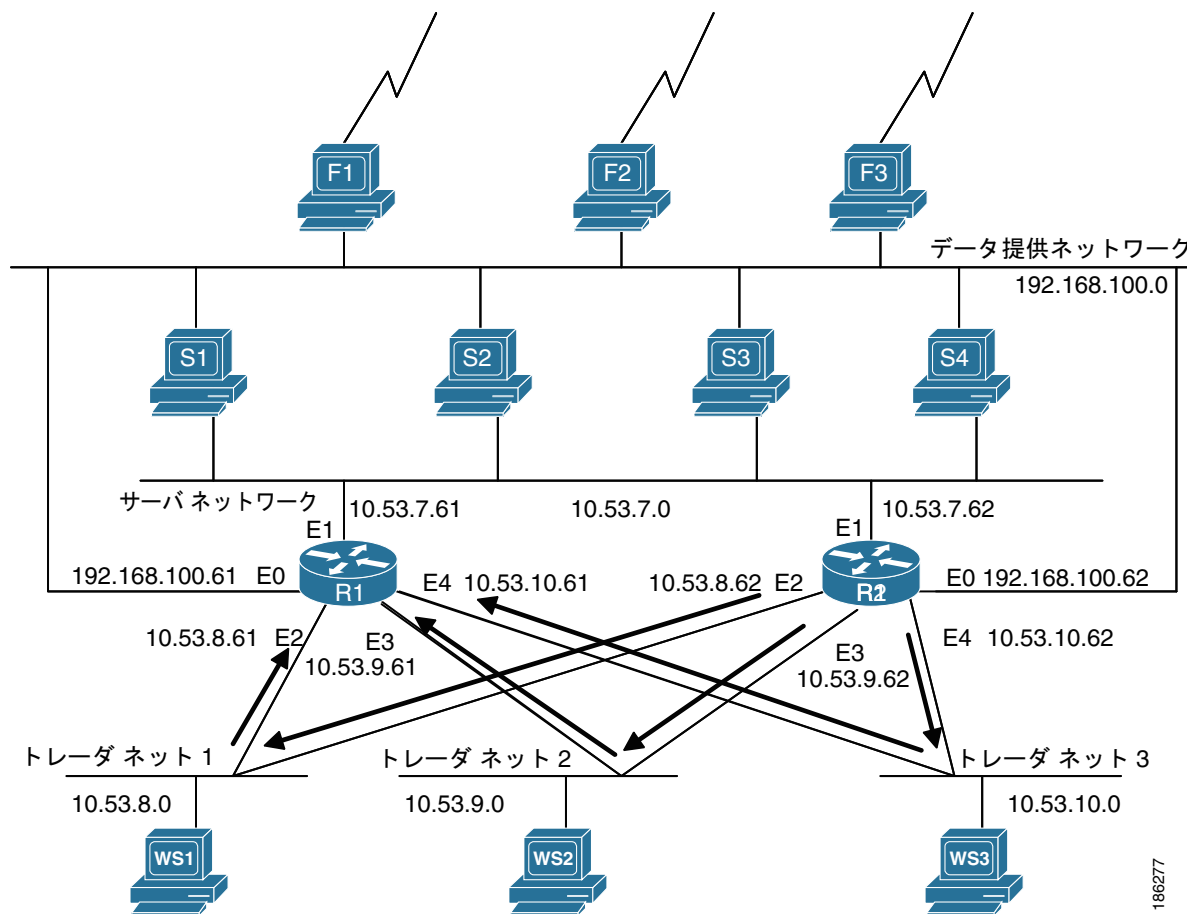 F1
F2
F3
データ提供ネットワーク
192.168.100.0
S1
S2
S3
S4
サーバ ネットワーク
10.53.7.61
10.53.7.0
10.53.7.62
E1
E1
192.168.100.61 E0
R1
E4 10.53.10.61
10.53.8.62 E2
E0 192.168.100.62
10.53.8.61 E2
E3
10.53.9.61
E3
10.53.9.62
E4 10.53.10.62
トレーダ ネット 1
トレーダ ネット 2
トレーダ ネット 3
10.53.8.0
10.53.9.0
10.53.10.0
WS1
WS2
WS3
186277